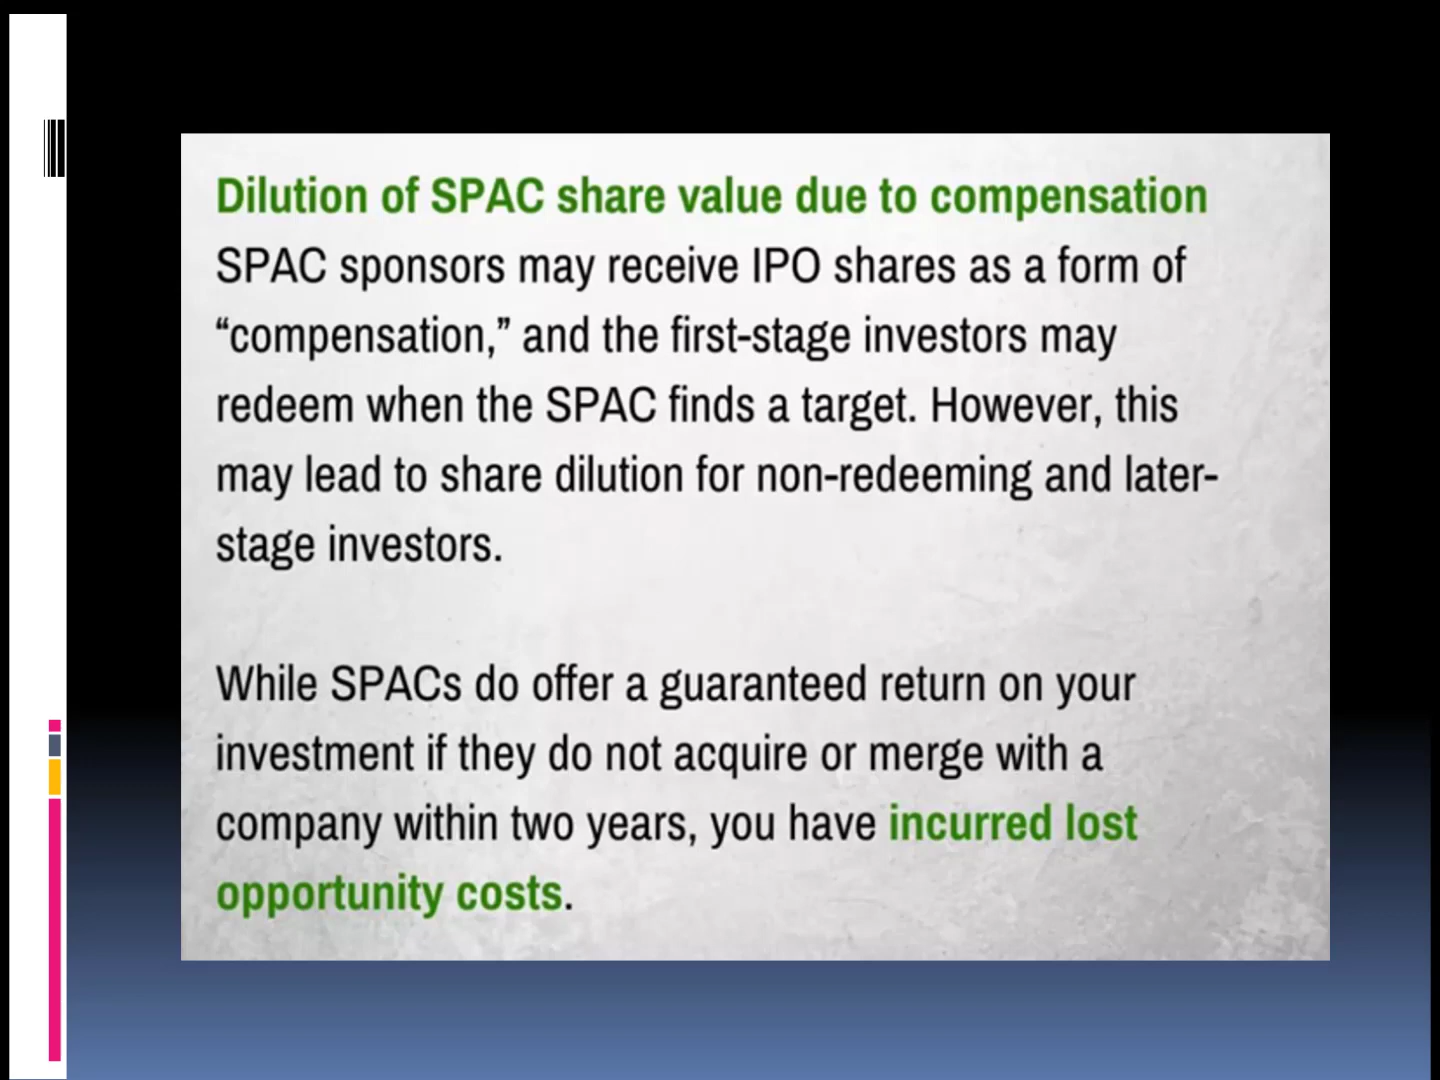 Dilution of SPAC share value due to compensation
SPAC sponsors may receive IPO shares as a form of
“compensation,” and the first-stage investors may
redeem when the SPAC finds a target. However, this
may lead to share dilution for non-redeeming and later-
stage investors.
While SPACs do offer a guaranteed return on your
investment if they do not acquire or merge with a
company within two years, you have incurred lost
opportunity costs.